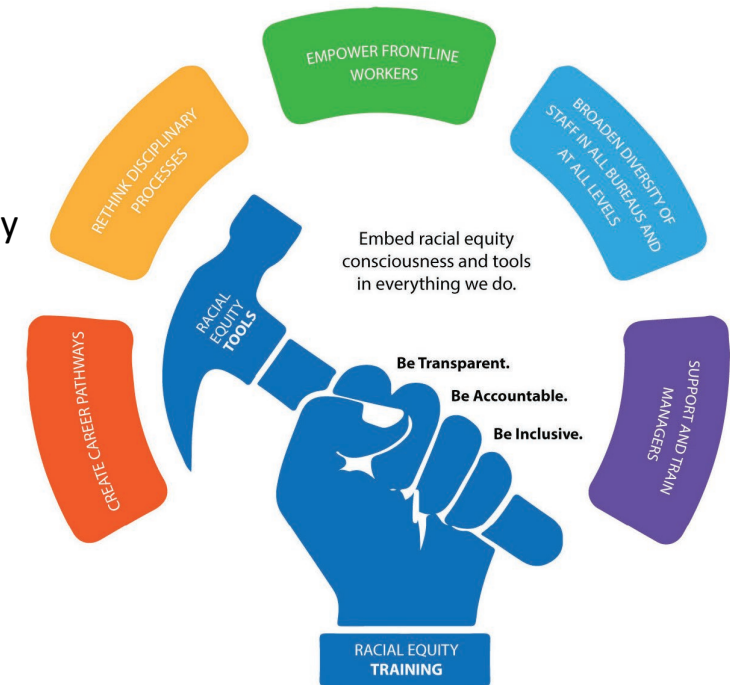 EMPOWER FRONTLINE
WORKERS
RETHINK DISCIPLINARY
PROCESSES
BROADEN DIVERSITY OF
STAFF IN ALL BUREAUS AND
AT ALL LEVELS
y
Embed racial equity
consciousness and tools
in everything we do.
RACIAL
EQUITY
TOOLS
CREATE CAREER PATHWAYS
Be Transparent.
Be Accountable.
Be Inclusive.
SUPPORT AND TRAIN
MANAGERS
RACIAL EQUITY
TRAINING